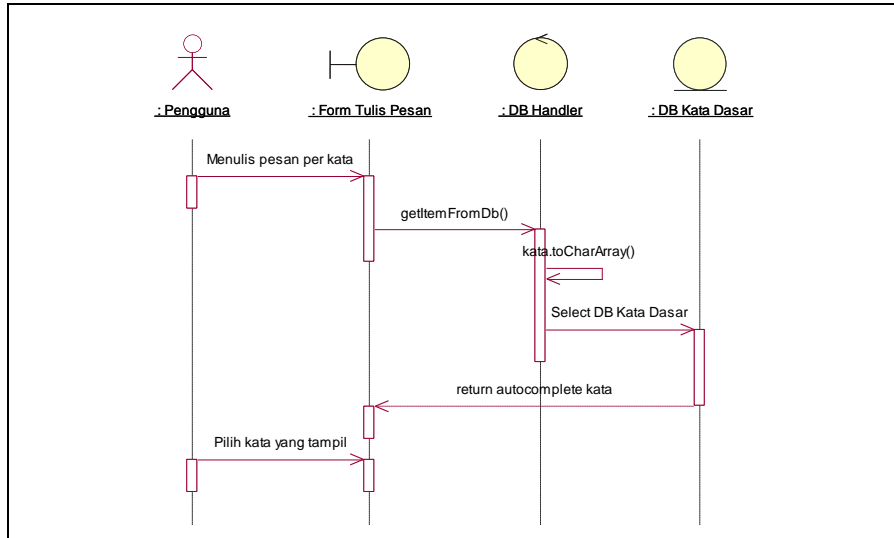 : Pengguna
: Form Tulis Pesan
: DB Handler
: DB Kata Dasar
Menulis pesan per kata
getItemFromDb()
kata.toCharArray()
Select DB Kata Dasar
return autocomplete kata
Pilih kata yang tampil